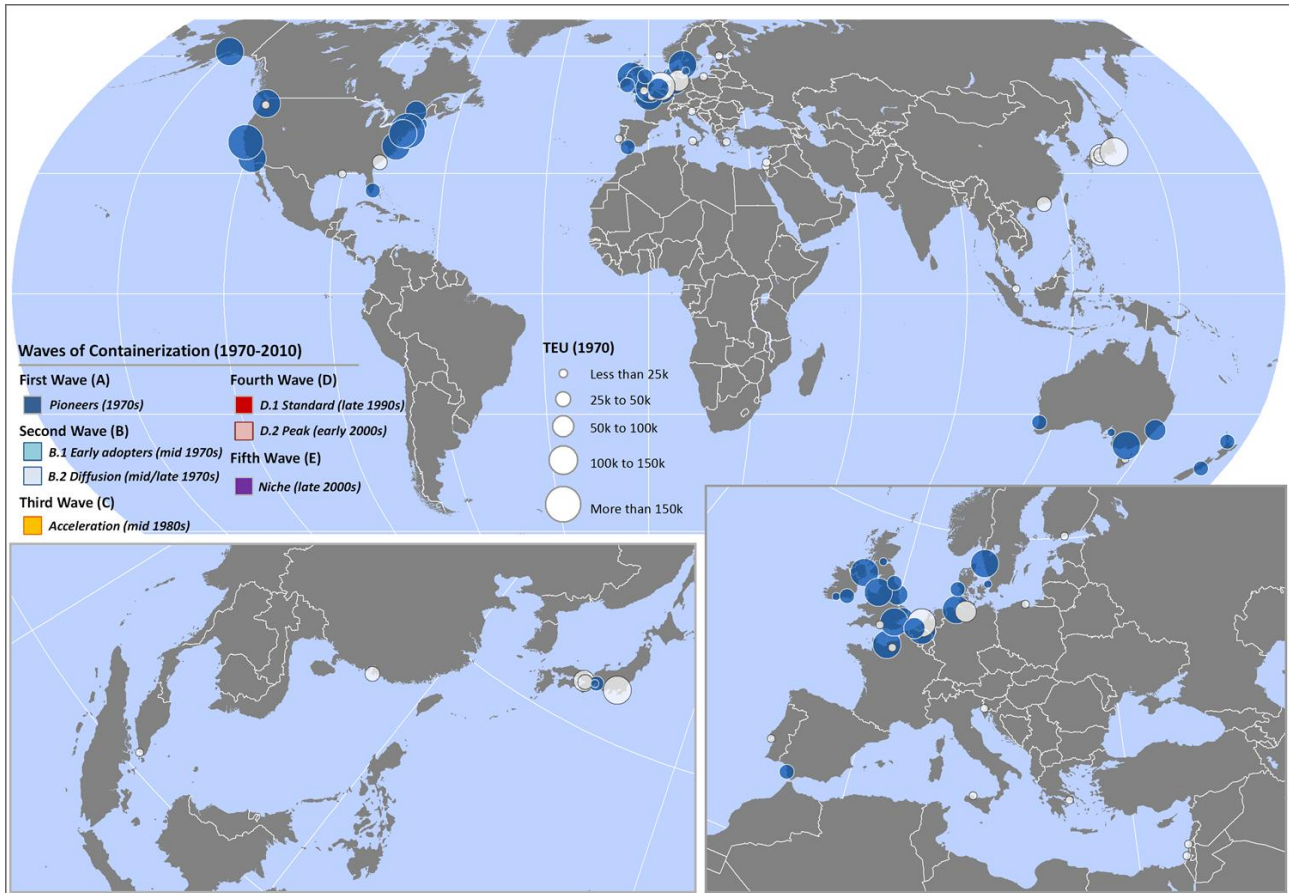 Waves of Containerization (1970-2010)
First Wave (A)
Pioneers (1970s)
Second Wave (B)
B.1 Early adopters (mid 1970s)
B.2 Diffusion (mid/late 1970s)
Third Wave (C)
Acceleration (mid 1980s)
Fourth Wave (D)
D.1 Standard (late 1990s)
D.2 Peak (early 2000s)
Fifth Wave (E)
Niche (late 2000s)
TEU (1970)
Less than 25k
25k to 50k
50k to 100k
100k to 150k
More than 150k